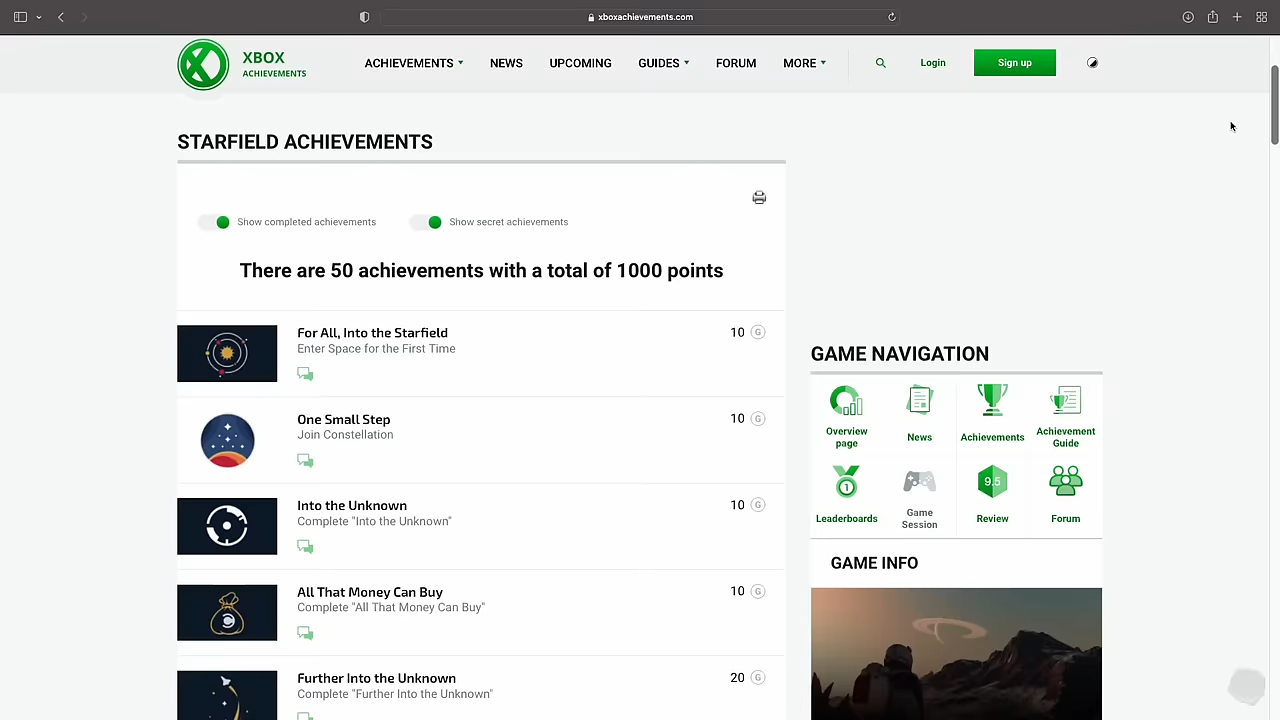 xboxachievements.com
XBOX
ACHIEVEMENTS
ACHIEVEMENTS
NEWS
UPCOMING
GUIDES
FORUM
MORE
Login
Sign up
STARFIELD ACHIEVEMENTS
Show completed achievements
Show secret achievements
There are 50 achievements with a total of 1000 points
For All, Into the Starfield
10 G
Enter Space for the First Time
One Small Step
10 G
Join Constellation
Into the Unknown
10 G
Complete "Into the Unknown"
All That Money Can Buy
10 G
Complete "All That Money Can Buy"
Further Into the Unknown
20 G
Complete "Further Into the Unknown"
GAME NAVIGATION
Overview
page
News
Achievements
Achievement
Guide
1
Leaderboards
Game
Session
9.5
Review
Forum
GAME INFO